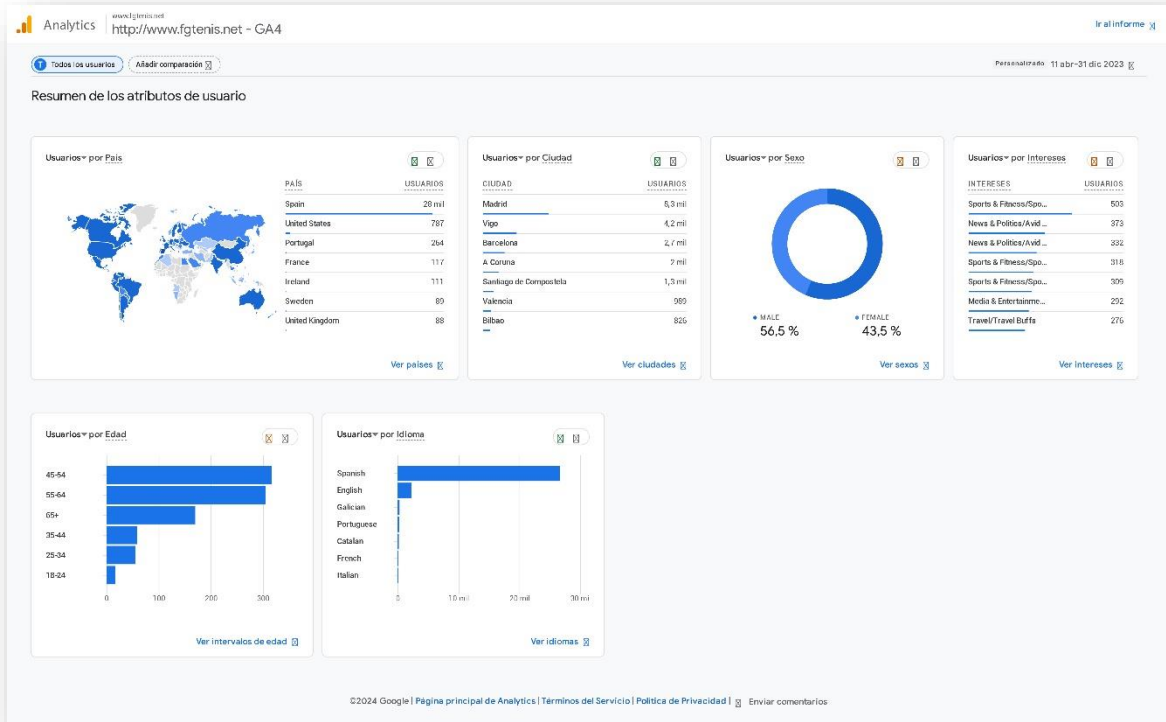 www.fgtenis.net
Analytics
http://www.fgtenis.net - GA4
Ir al informe
T Todos los usuarios
Añadir comparación
Personalizado 11 abr-31 dic 2023
Resumen de los atributos de usuario
Usuarios por País
PAÍS USUARIOS
Spain 28 mil
United States 787
Portugal 264
France 117
Ireland 111
Sweden 89
United Kingdom 88
Ver países
Usuarios por Ciudad
CIUDAD USUARIOS
Madrid
Vigo 4,2 mil
Barcelona 2,7 mil
A Coruna 2 mil
Santiago de Compostela 1,3 mil
Valencia 989
Bilbao 826
Ver ciudades
Usuarios por Sexo
MALE
56,5 %
FEMALE
43,5 %
Ver sexos
Usuarios por Intereses
INTERESES USUARIOS
Sports & Fitness/Spo... 503
News & Politics/Avid ... 373
News & Politics/Avid ... 332
Sports & Fitness/Spo... 318
Sports & Fitness/Spo... 309
Media & Entertainme... 292
Travel/Travel Buffs 276
Ver intereses
Usuarios por Edad
45-54
55-64
65+
35-44
25-34
18-24
0 100 200 300
Ver intervalos de edad
Usuarios por Idioma
Spanish
English
Galician
Portuguese
Catalan
French
Italian
0 10 mil 20 mil 30 mi
Ver idiomas
©2024 Google | Página principal de Analytics | Términos del Servicio | Política de Privacidad | Enviar comentarios